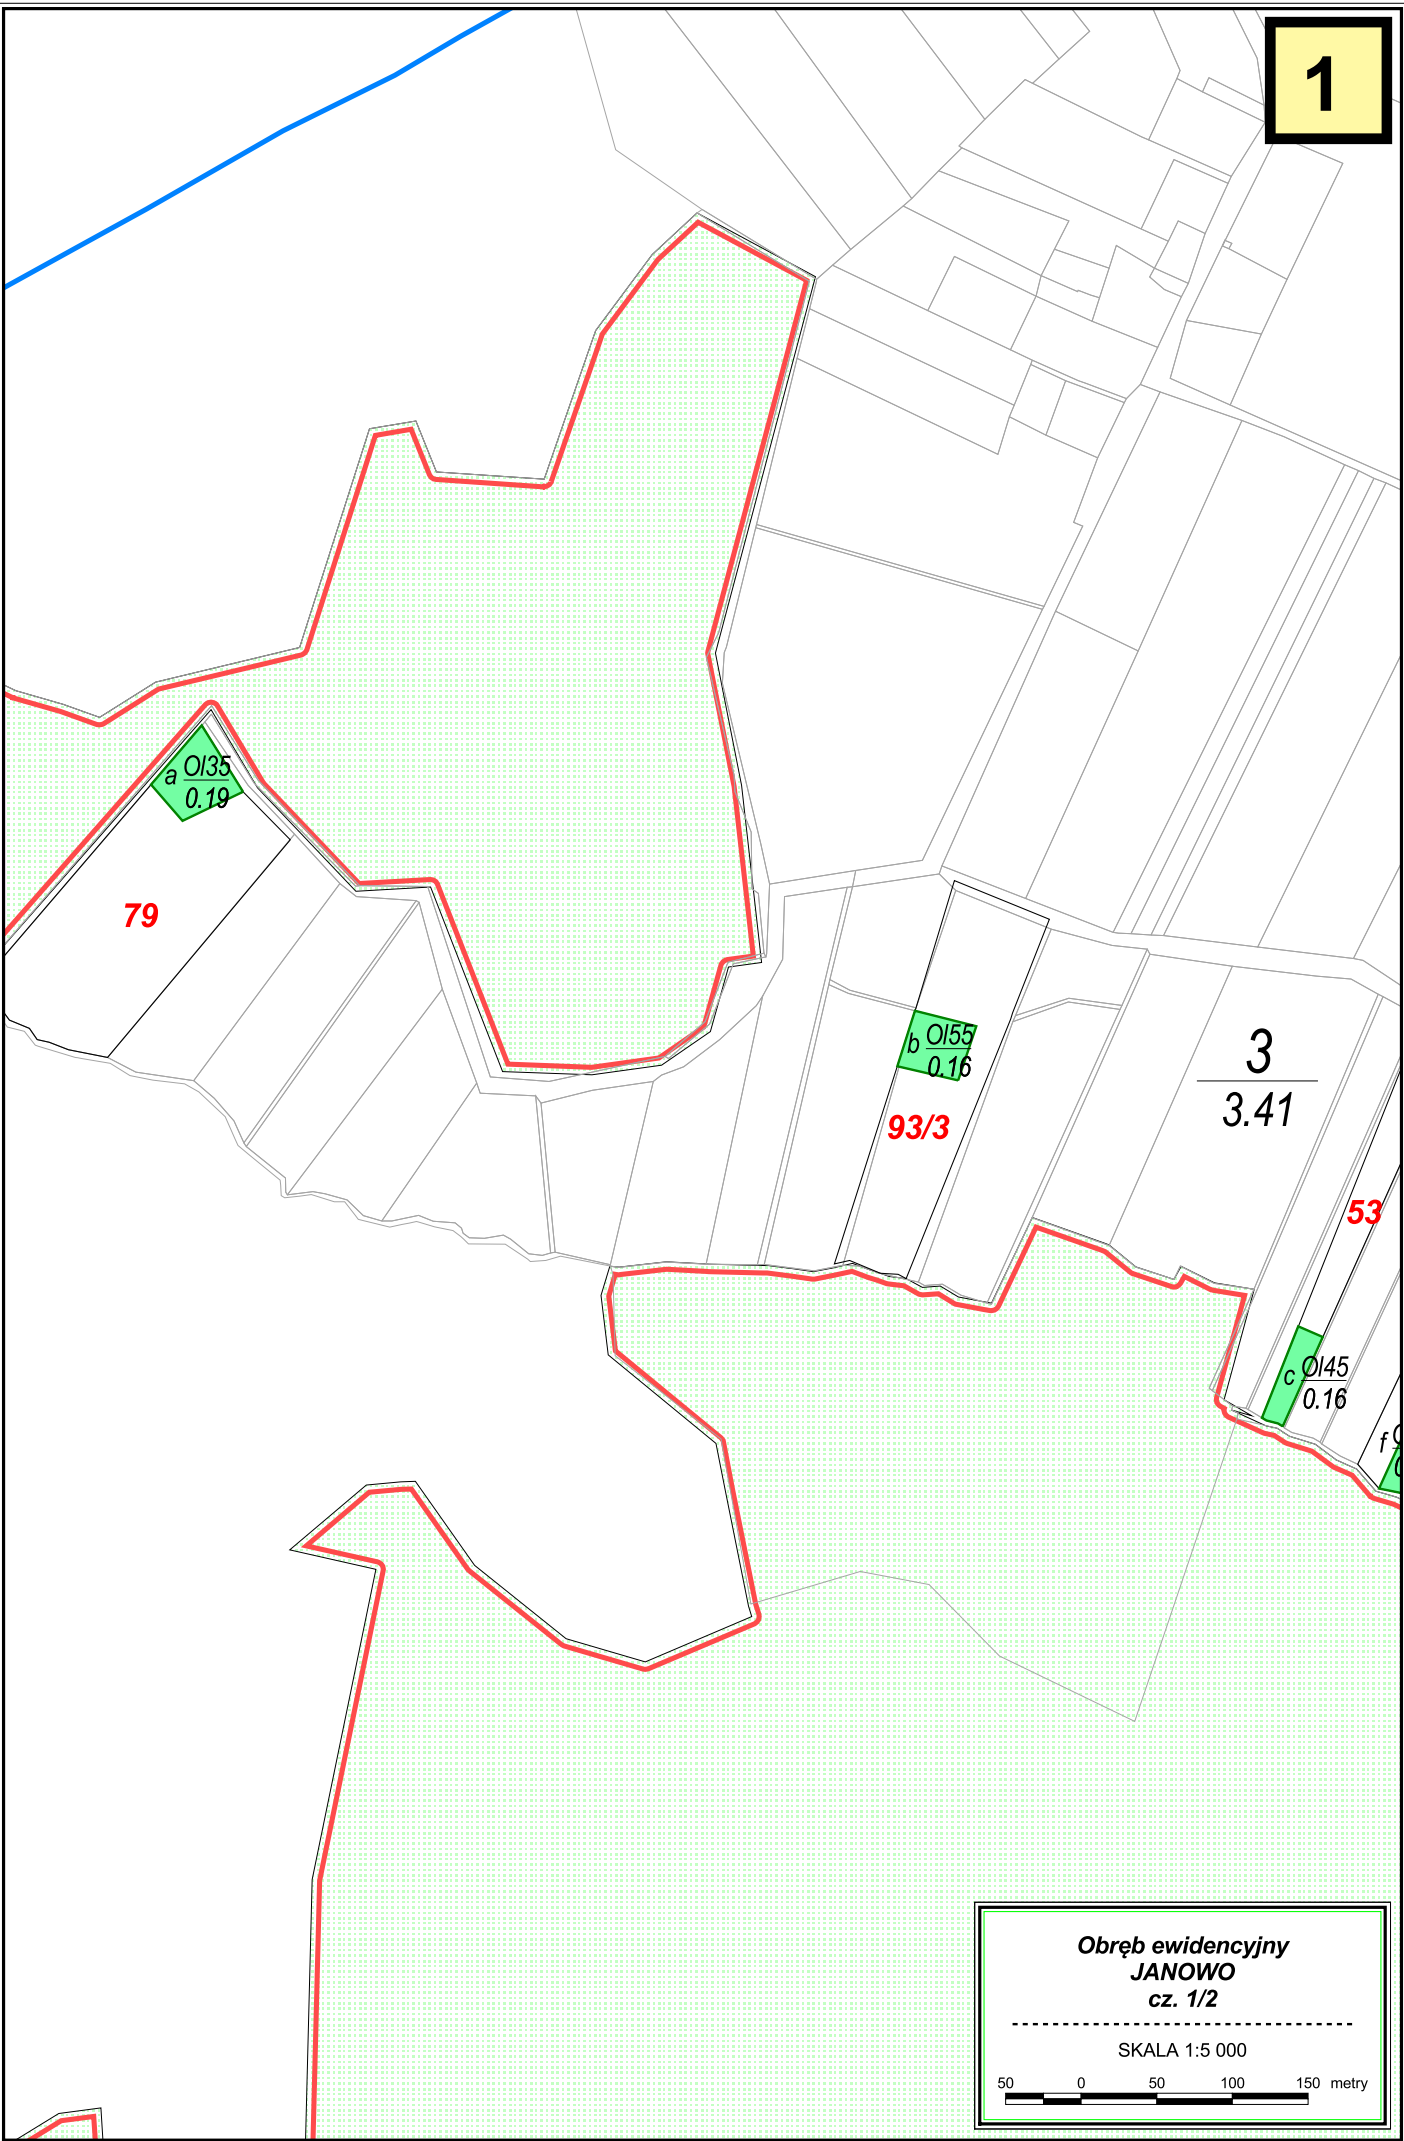 1
a Ol35
0.19
79
b Ol55
0.16
93/3
3
3.41
53
c Ol45
0.16
f
Obręb ewidencyjny
JANOWO
cz. 1/2
SKALA 1:5 000
50 0 50 100 150 metry